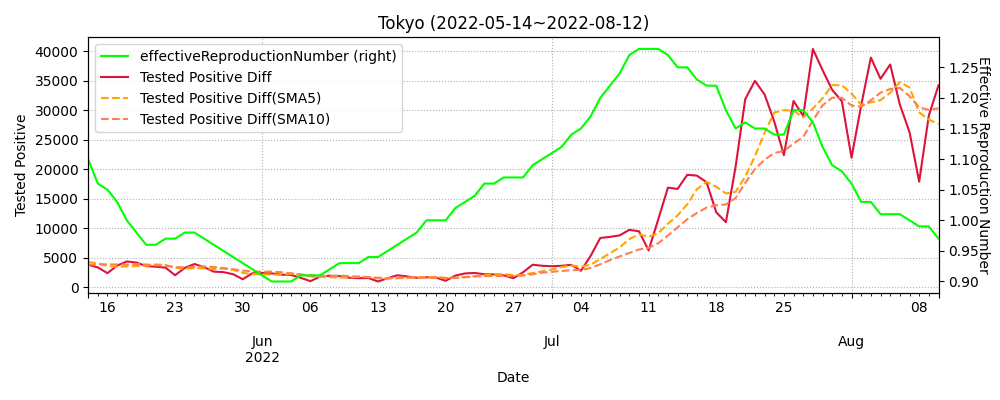 Tokyo (2022-05-14~2022-08-12)
effectiveReproductionNumber (right)
Tested Positive Diff
Tested Positive Diff(SMA5)
Tested Positive Diff(SMA10)
Tested Positive
40000
35000
30000
25000
20000
15000
10000
5000
0
Effective Reproduction Number
1.25
1.20
1.15
1.10
1.05
1.00
0.95
0.90
16 23 30 06 13 20 27 04 11 18 25 08
Jun Jul Aug
2022
Date